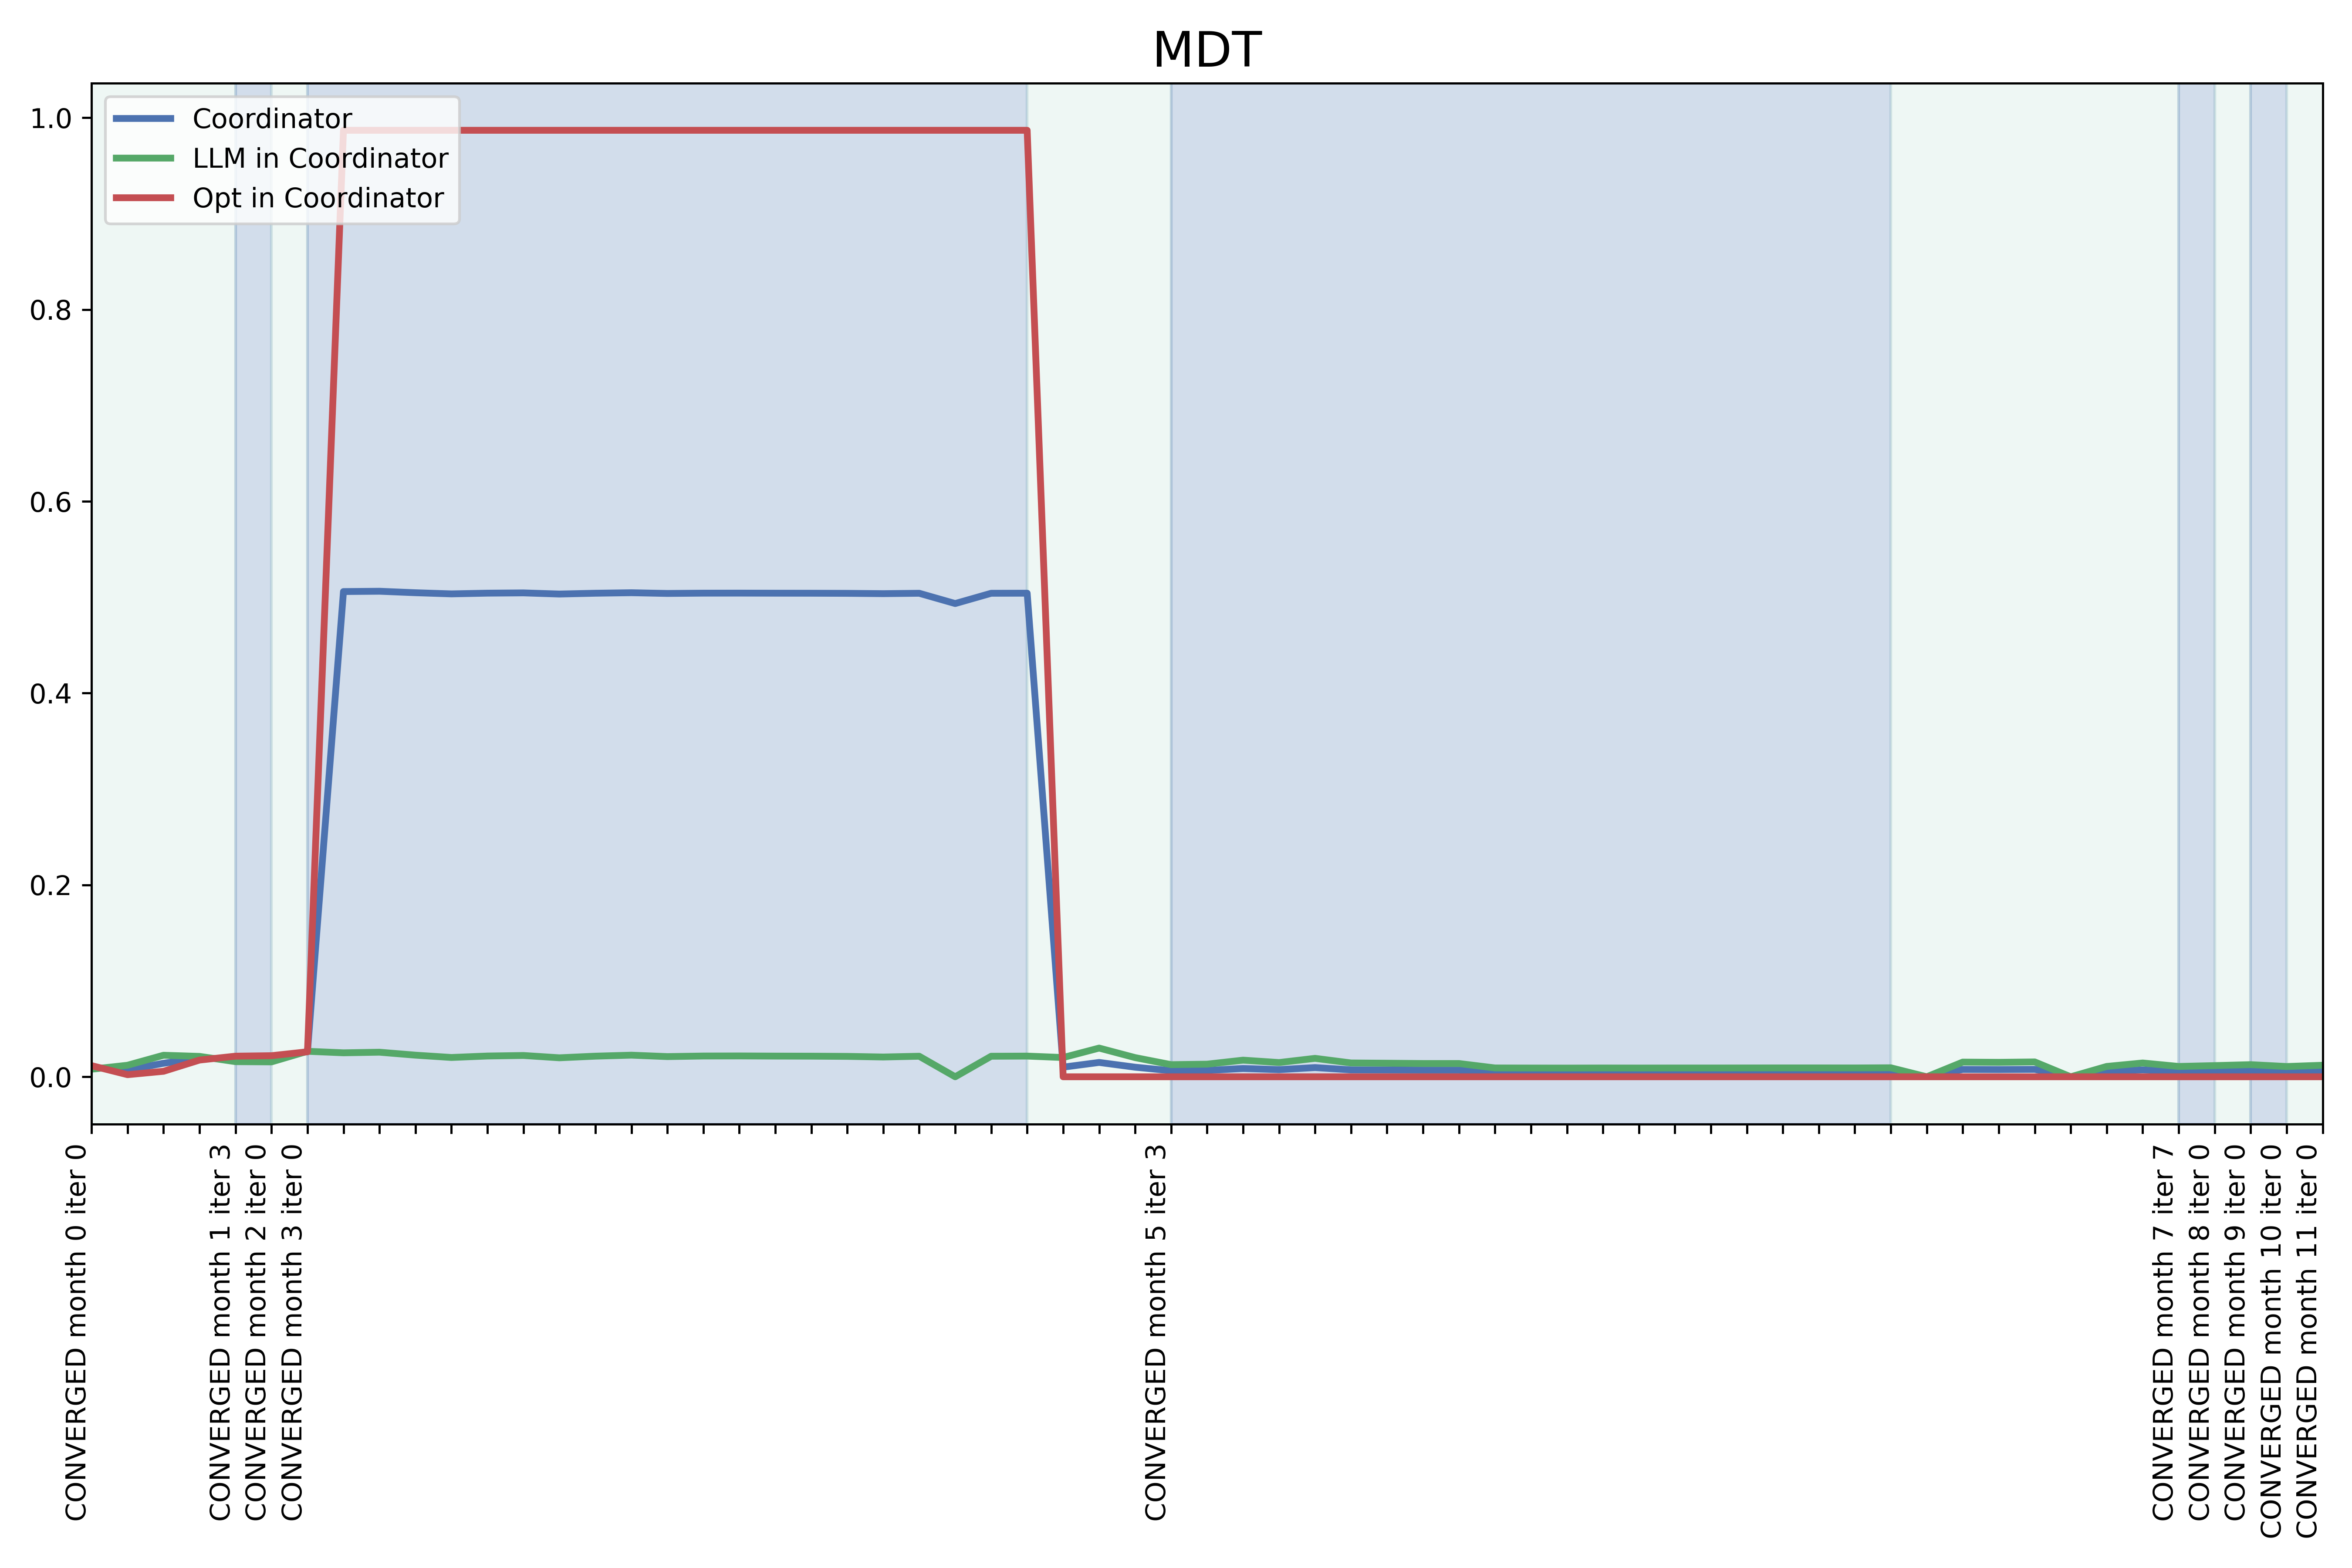 MDT
1.0
0.8
0.6
0.4
0.2
0.0
Coordinator
LLM in Coordinator
Opt in Coordinator
CONVERGED month 0 iter 0
CONVERGED month 1 iter 3
CONVERGED month 2 iter 0
CONVERGED month 3 iter 0
CONVERGED month 5 iter 3
CONVERGED month 7 iter 7
CONVERGED month 8 iter 0
CONVERGED month 9 iter 0
CONVERGED month 10 iter 0
CONVERGED month 11 iter 0